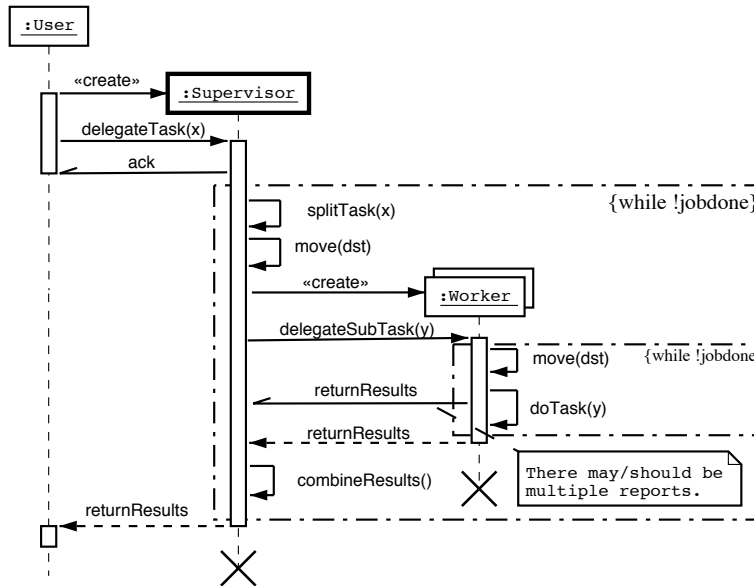 :User
«create»
:Supervisor
delegateTask(x)
ack
{while !jobdone}
splitTask(x)
move(dst)
«create»
:Worker
delegateSubTask(y)
move(dst)
{while !jobdone
returnResults
doTask(y)
returnResults
combineResults()
There may/should be
multiple reports.
returnResults